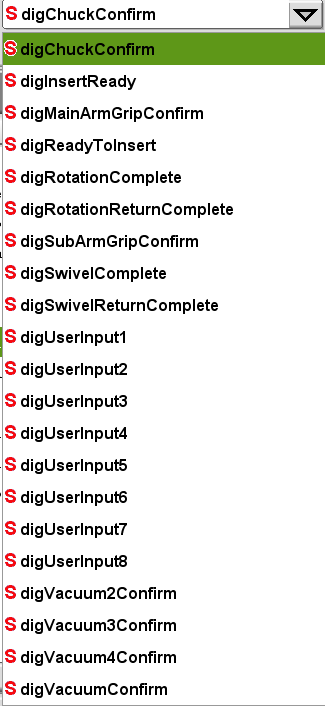 S digChuckConfirm
S digChuckConfirm
S digInsertReady
S digMainArmGripConfirm
S digReadyToInsert
S digRotationComplete
S digRotationReturnComplete
S digSubArmGripConfirm
S digSwivelComplete
S digSwivelReturnComplete
S digUserInput1
S digUserInput2
S digUserInput3
S digUserInput4
S digUserInput5
S digUserInput6
S digUserInput7
S digUserInput8
S digVacuum2Confirm
S digVacuum3Confirm
S digVacuum4Confirm
S digVacuumConfirm